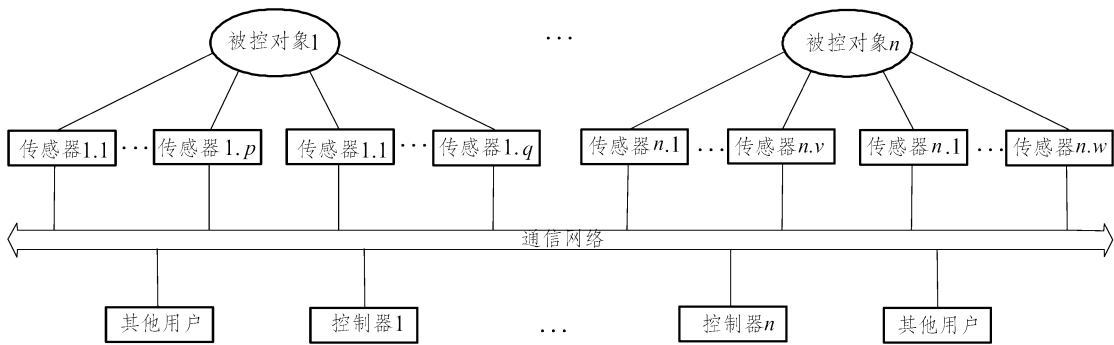 被控对象1 ... 被控对象n
传感器1.1 ... 传感器1.p 传感器1.1 ... 传感器1.q 传感器n.1 ... 传感器n.v 传感器n.1 ... 传感器n.w
通信网络
其他用户 控制器1 ... 控制器n 其他用户